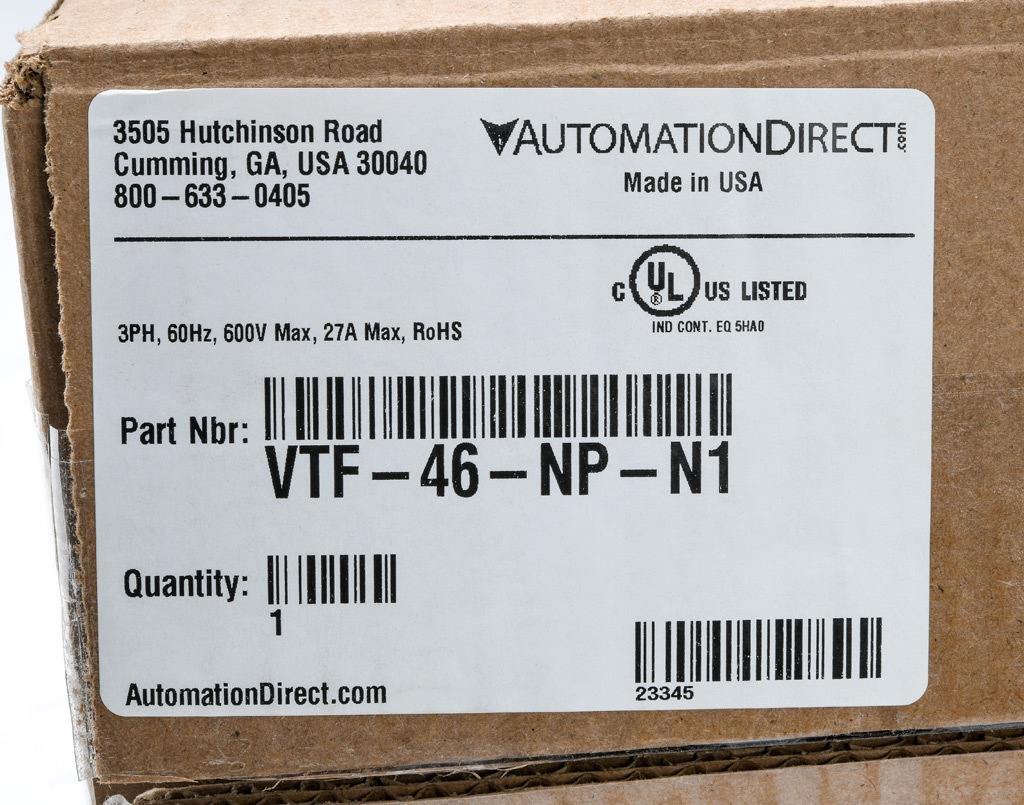 3505 Hutchinson Road
Cumming, GA, USA 30040
800-633-0405
AUTOMATIONDIRECT.com
Made in USA
C UL® US LISTED
IND CONT. EQ 5HA0
3PH, 60Hz, 600V Max, 27A Max, RoHS
Part Nbr:
VTF-46-NP-N1
Quantity:
1
23345
AutomationDirect.com